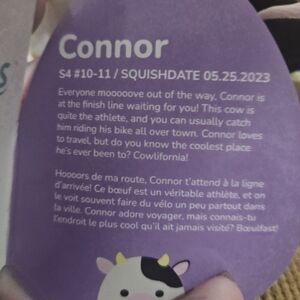 Connor
S4 #10-11 / SQUISHDATE 05.25.2023
Everyone mooooove out of the way, Connor is
at the finish line waiting for you! This cow is
quite the athlete, and you can usually catch
him riding his bike all over town. Connor loves
to travel, but do you know the coolest place
he's ever been to? Cowlifornia!
Hooors de ma route, Connor t'attend à la ligne
d'arrivée! Ce bœuf est un véritable athlète, et on
le voit souvent faire du vélo un peu partout dans
la ville. Connor adore voyager, mais connais-tu
l'endroit le plus cool qu'il ait jamais visité? Bœulfast!